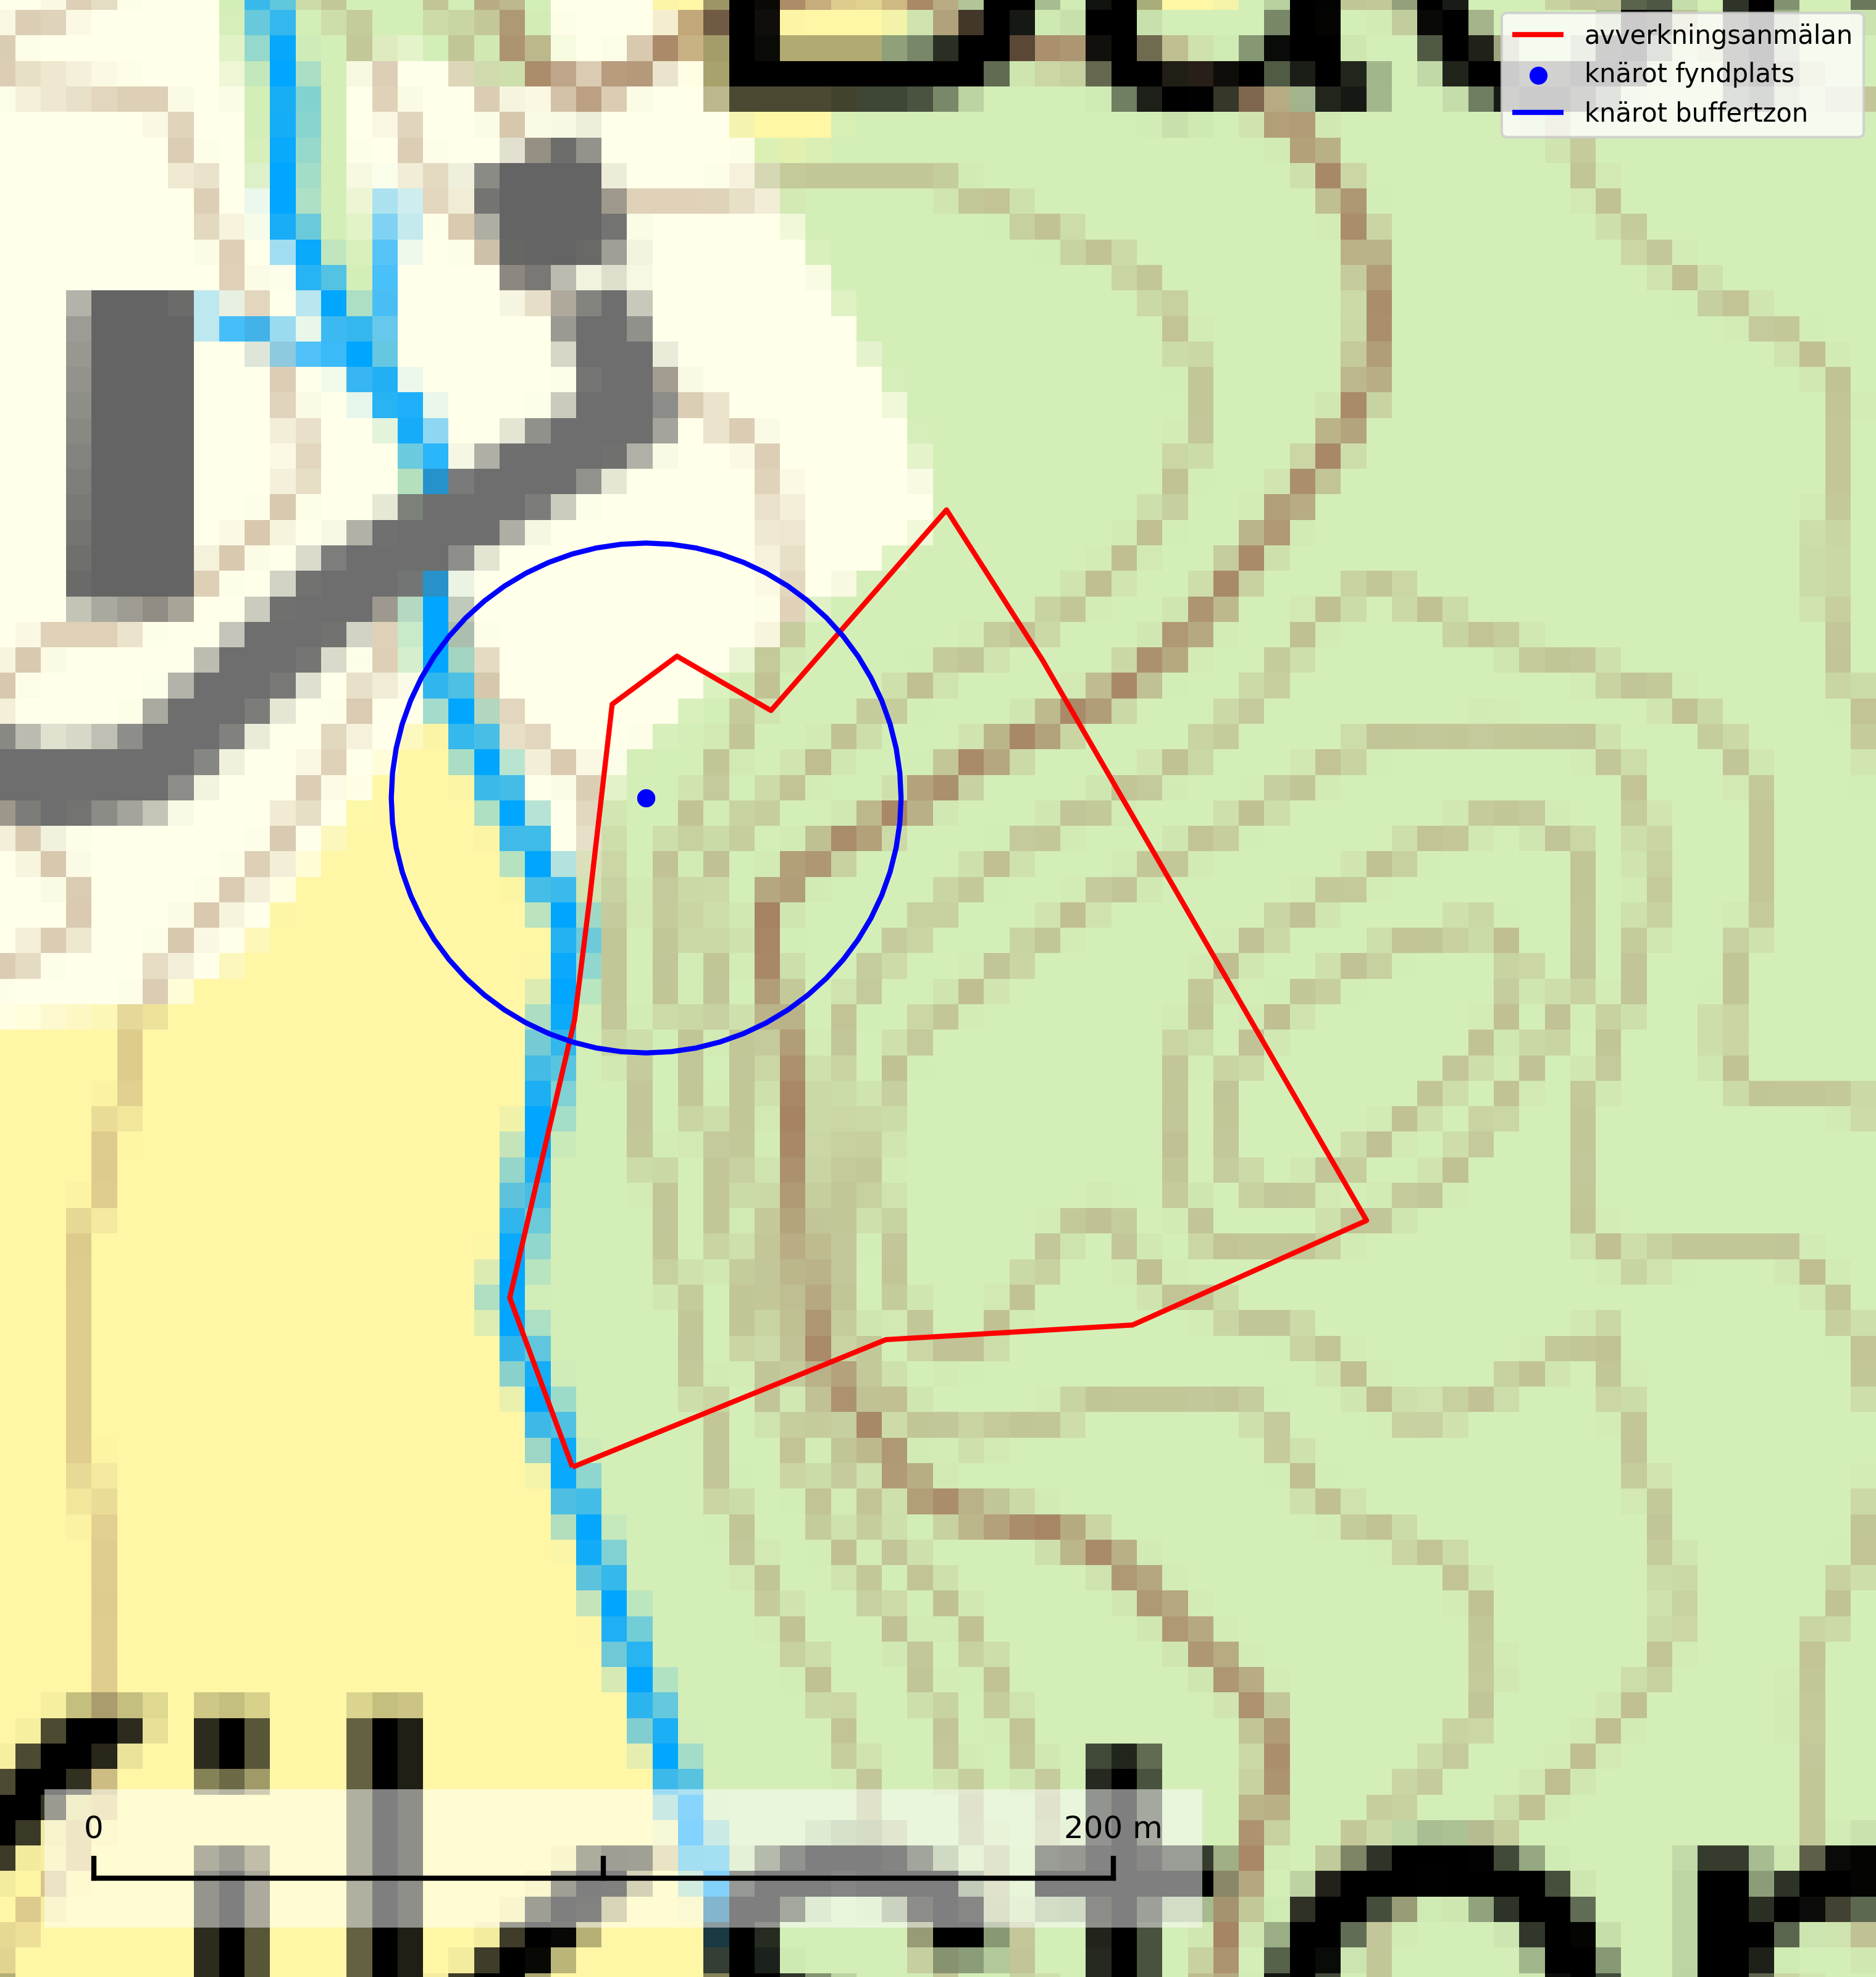 avverkningsanmälan
knärot fyndplats
knärot buffertzon
0
200 m